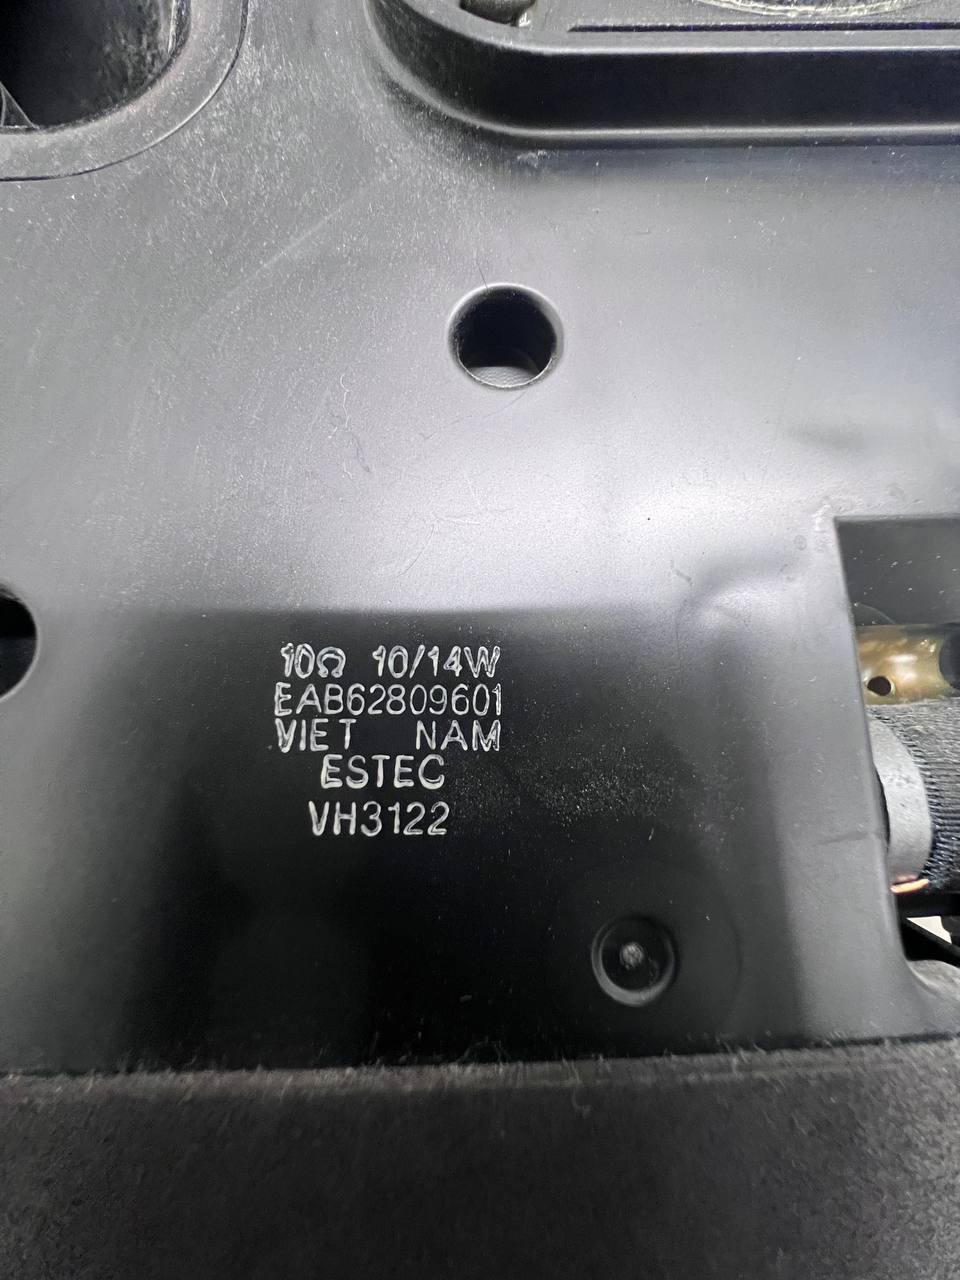 10Ω 10/14W
EAB62809601
VIET NAM
ESTEC
VH3122